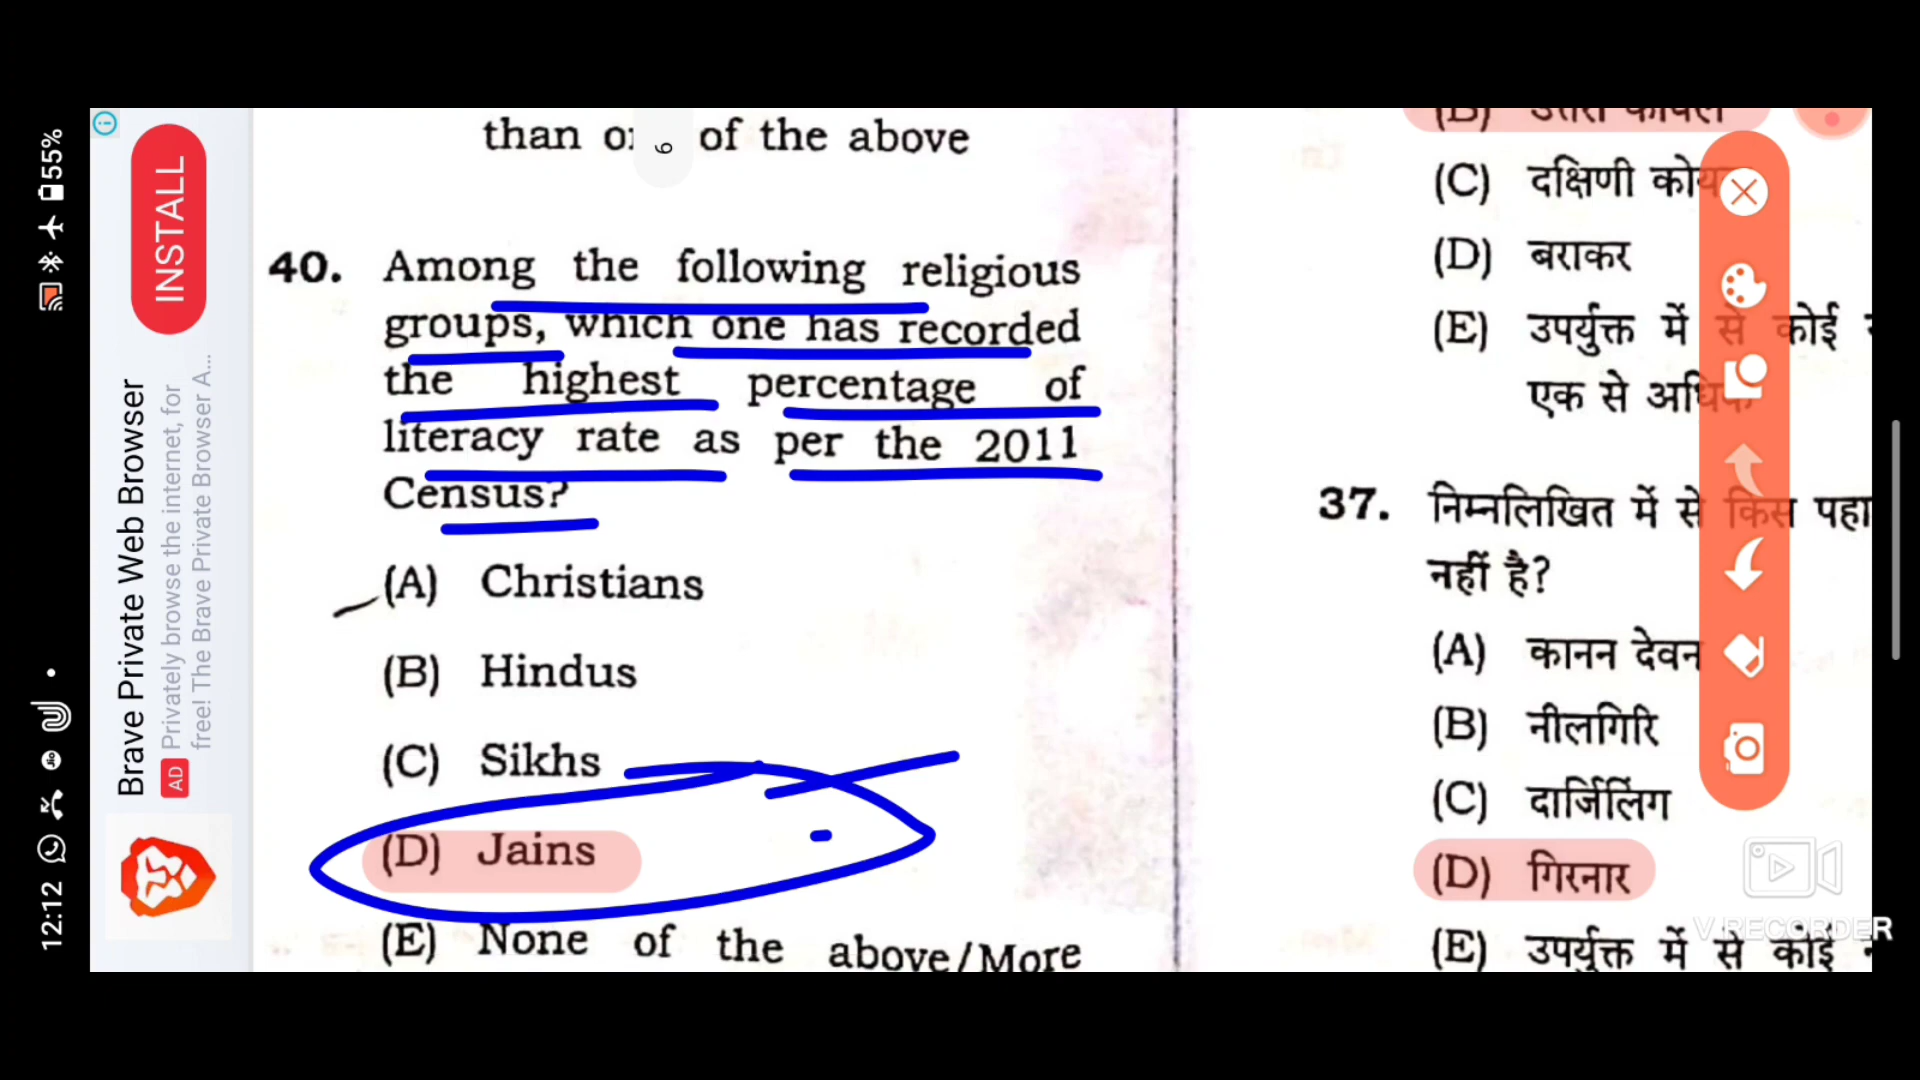 12:12
55%
INSTALL
Brave Private Web Browser
AD Privately browse the internet, for
free! The Brave Private Browser A...
6
than of the above
40. Among the following religious
groups, which one has recorded
the highest percentage of
literacy rate as per the 2011
Census?
(A) Christians
(B) Hindus
(C) Sikhs
(D) Jains
(E) None of the above/More
(B)
(C) दक्षिणी
(D) बराकर
(E) उपर्युक्त में से कोई
एक से अधिक
37. निम्नलिखित में से किस
नहीं है?
(A) कानन देवन
(B) नीलगिरि
(C) दार्जिलिंग
(D) गिरनार
(E) उपर्युक्त में से कोई
V RECORDER